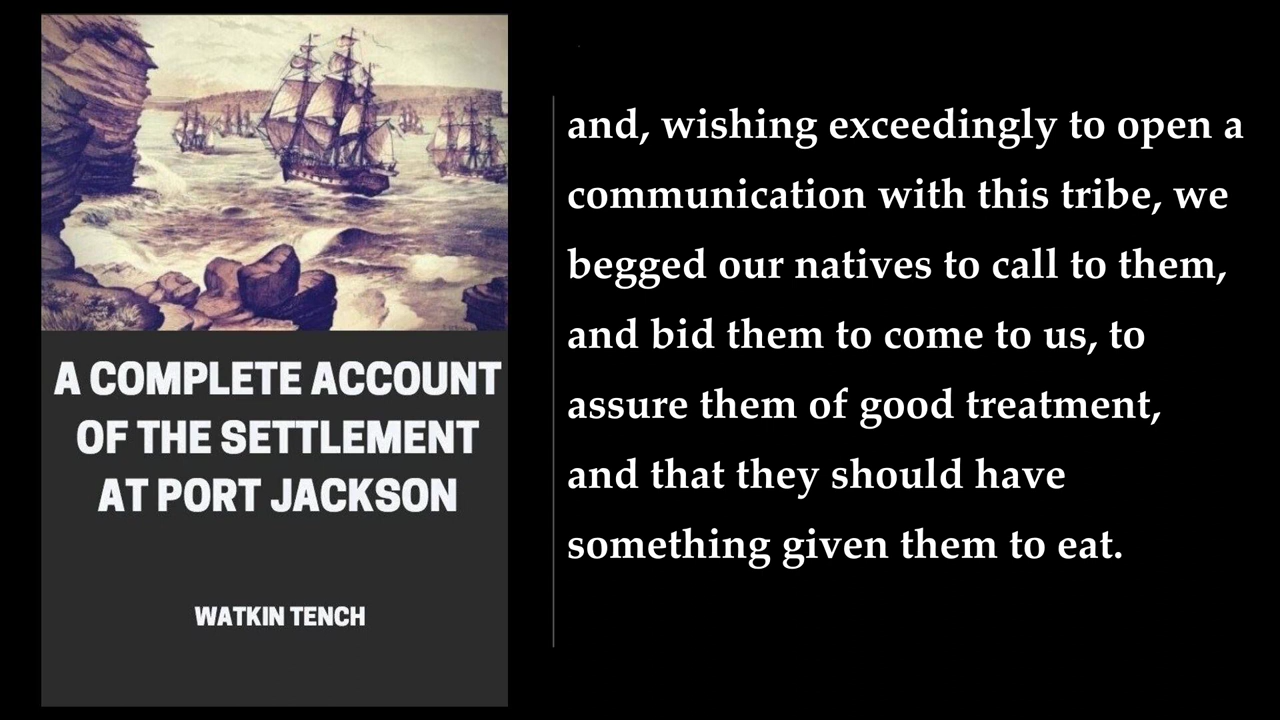 A COMPLETE ACCOUNT
OF THE SETTLEMENT
AT PORT JACKSON
WATKIN TENCH
and, wishing exceedingly to open a
communication with this tribe, we
begged our natives to call to them,
and bid them to come to us, to
assure them of good treatment,
and that they should have
something given them to eat.